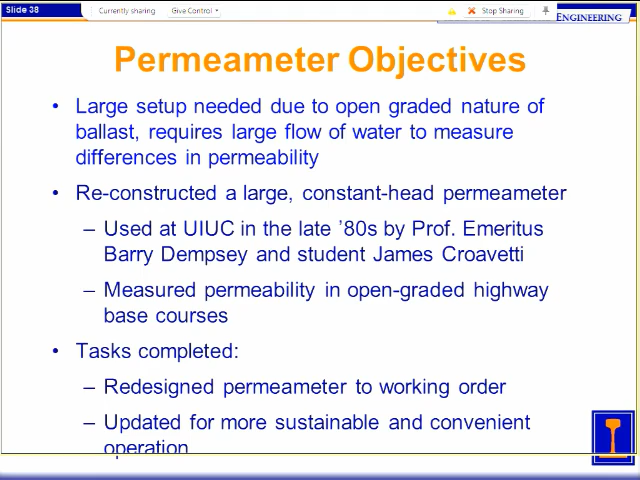 Slide 38
Currently sharing
Give Control
Stop Sharing
ENGINEERING
Permeameter Objectives
• Large setup needed due to open graded nature of
ballast, requires large flow of water to measure
differences in permeability
• Re-constructed a large, constant-head permeameter
– Used at UIUC in the late ’80s by Prof. Emeritus
Barry Dempsey and student James Croavetti
– Measured permeability in open-graded highway
base courses
• Tasks completed:
– Redesigned permeameter to working order
– Updated for more sustainable and convenient
operation